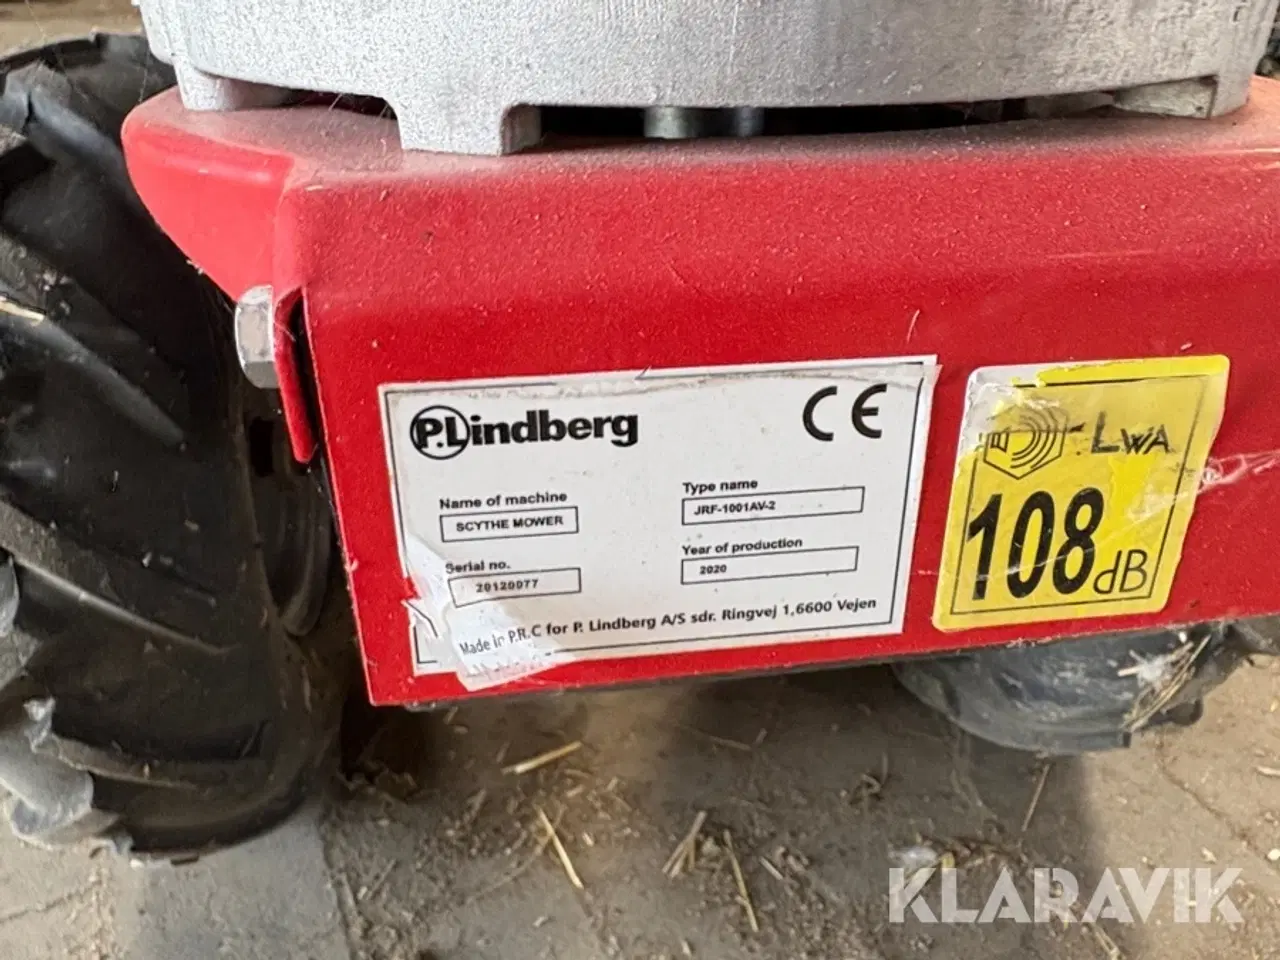 P.Lindberg
CE
Name of machine
SCYTHE MOWER
Type name
JRF-1001AV-2
Serial no.
20120077
Year of production
2020
Made in P.R.C for P. Lindberg A/S sdr. Ringvej 1,6600 Vejen
LWA
108dB
KLARAVIK